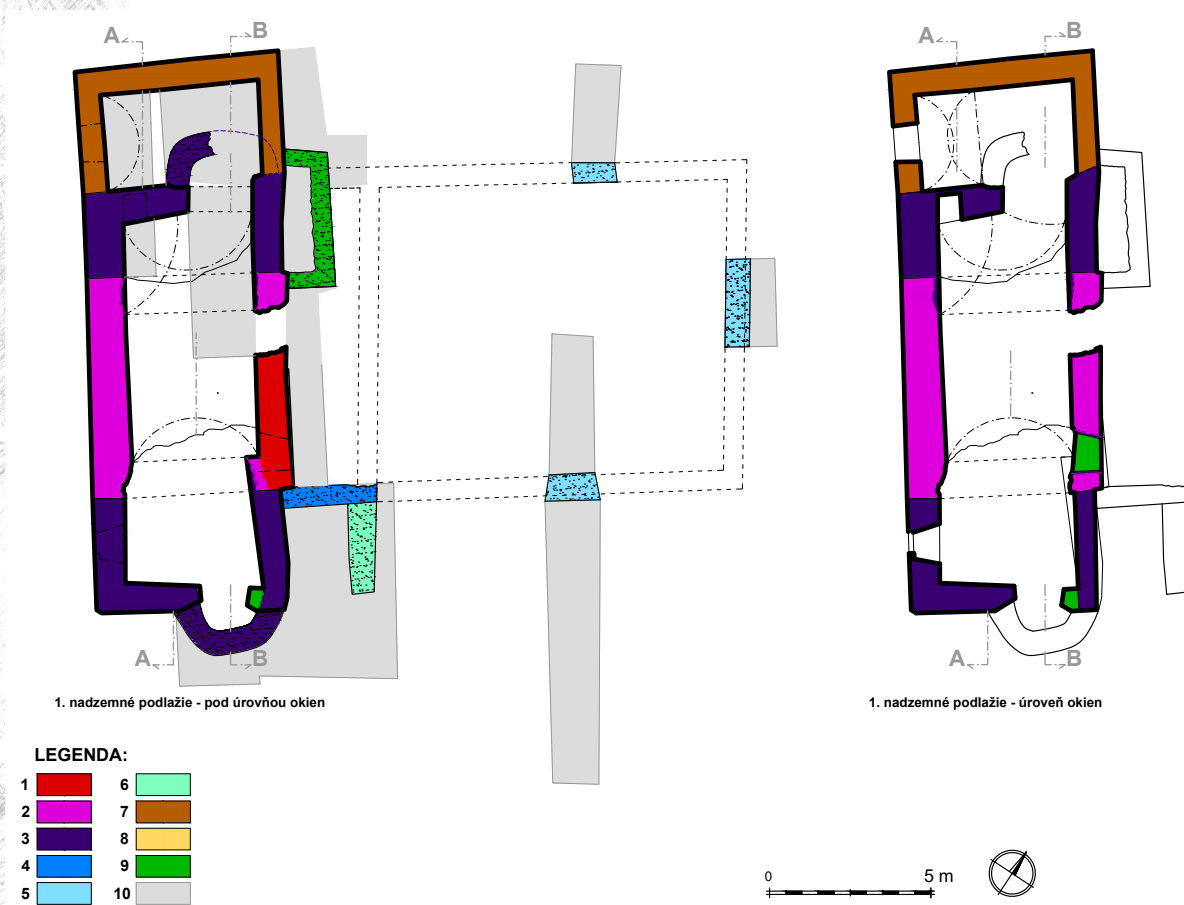 A B
A B
A B
A B
1. nadzemné podlažie - pod úrovňou okien
1. nadzemné podlažie - úroveň okien
LEGENDA:
1 6
2 7
3 8
4 9
5 10
0 5 m